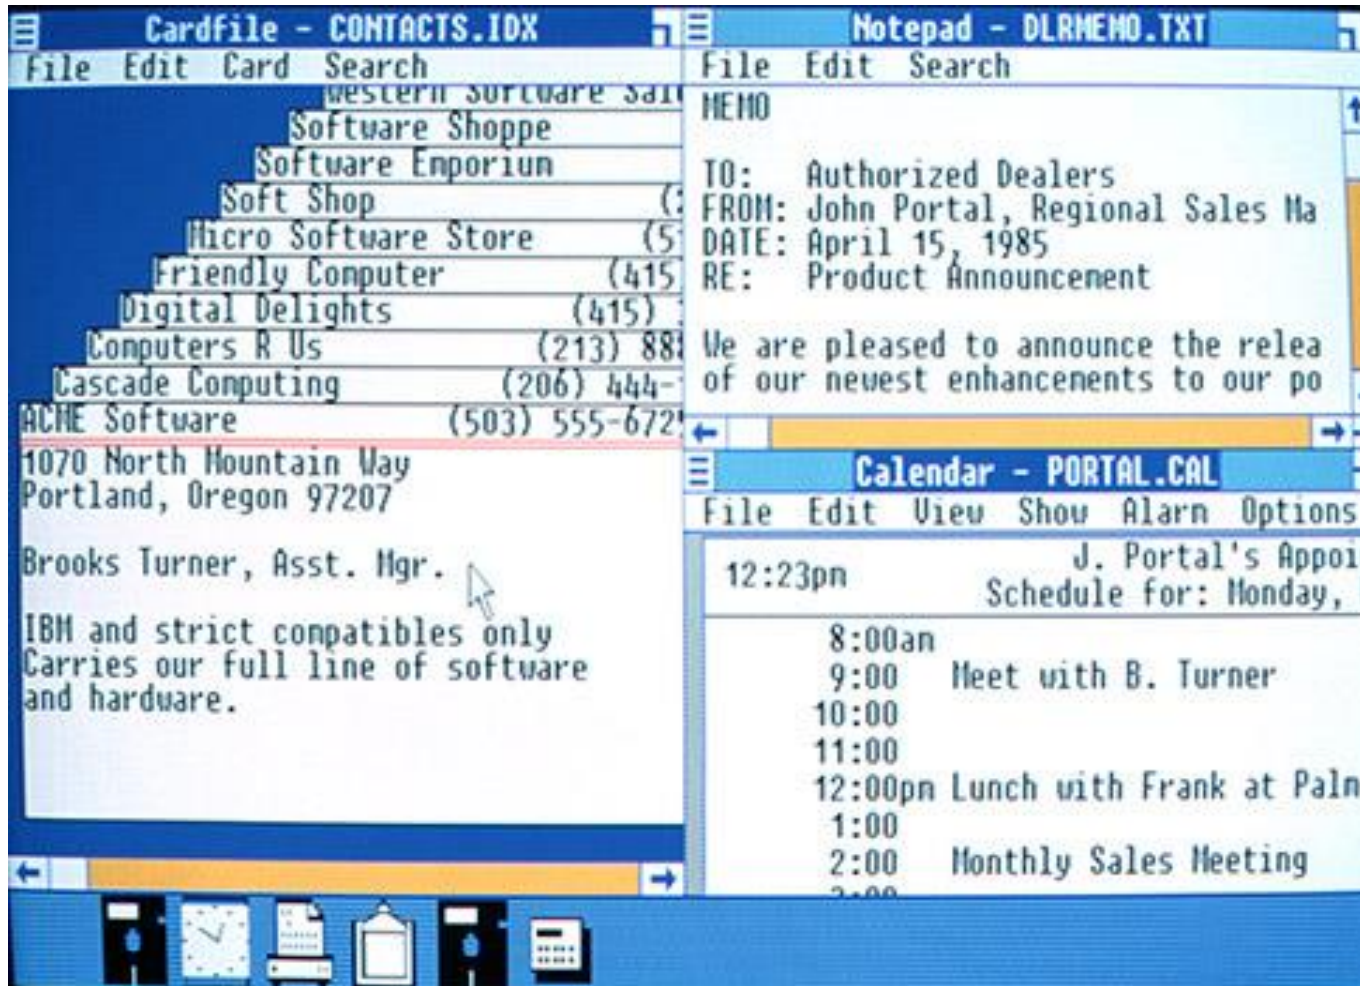 Cardfile - CONTACTS.IDX
File Edit Card Search
Western Software
Software Shoppe
Software Emporium
Soft Shop
Micro Software Store (5
Friendly Computer (415
Digital Delights (415)
Computers R Us (213) 88
Cascade Computing (206) 444-
ACME Software (503) 555-672
1070 North Mountain Way
Portland, Oregon 97207
Brooks Turner, Asst. Mgr.
IBM and strict compatibles only
Carries our full line of software
and hardware.
Notepad - DLRMEMO.TXT
File Edit Search
MEMO
TO: Authorized Dealers
FROM: John Portal, Regional Sales Ma
DATE: April 15, 1985
RE: Product Announcement
We are pleased to announce the relea
of our newest enhancements to our po
Calendar - PORTAL.CAL
File Edit View Show Alarm Options
12:23pm
J. Portal's Appoi
Schedule for: Monday,
8:00am
9:00 Meet with B. Turner
10:00
11:00
12:00pm Lunch with Frank at Palm
1:00
2:00 Monthly Sales Meeting